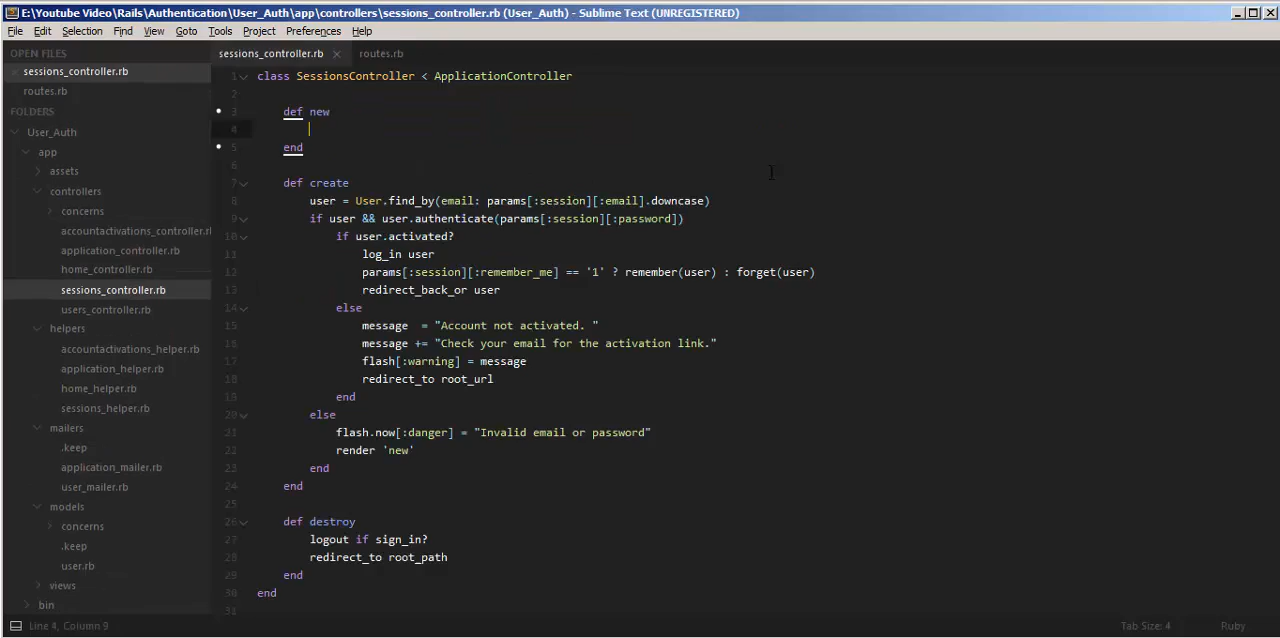 E:\Youtube Video\Rails\Authentication\User_Auth\app\controllers\sessions_controller.rb (User_Auth) - Sublime Text (UNREGISTERED)
File Edit Selection Find View Goto Tools Project Preferences Help
OPEN FILES
sessions_controller.rb
routes.rb
FOLDERS
User_Auth
app
assets
controllers
concerns
accountactivations_controller.r
application_controller.rb
home_controller.rb
sessions_controller.rb
users_controller.rb
helpers
accountactivations_helper.rb
application_helper.rb
home_helper.rb
sessions_helper.rb
mailers
.keep
application_mailer.rb
user_mailer.rb
models
concerns
.keep
user.rb
views
bin
sessions_controller.rb × routes.rb
1 class SessionsController < ApplicationController
2
3 def new
4
5 end
6
7 def create
8 user = User.find_by(email: params[:session][:email].downcase)
9 if user && user.authenticate(params[:session][:password])
10 if user.activated?
11 log_in user
12 params[:session][:remember_me] == '1' ? remember(user) : forget(user)
13 redirect_back_or user
14 else
15 message  = "Account not activated. "
16 message += "Check your email for the activation link."
17 flash[:warning] = message
18 redirect_to root_url
19 end
20 else
21 flash.now[:danger] = "Invalid email or password"
22 render 'new'
23 end
24 end
25
26 def destroy
27 logout if sign_in?
28 redirect_to root_path
29 end
30 end
31
Line 4, Column 9 Tab Size: 4 Ruby